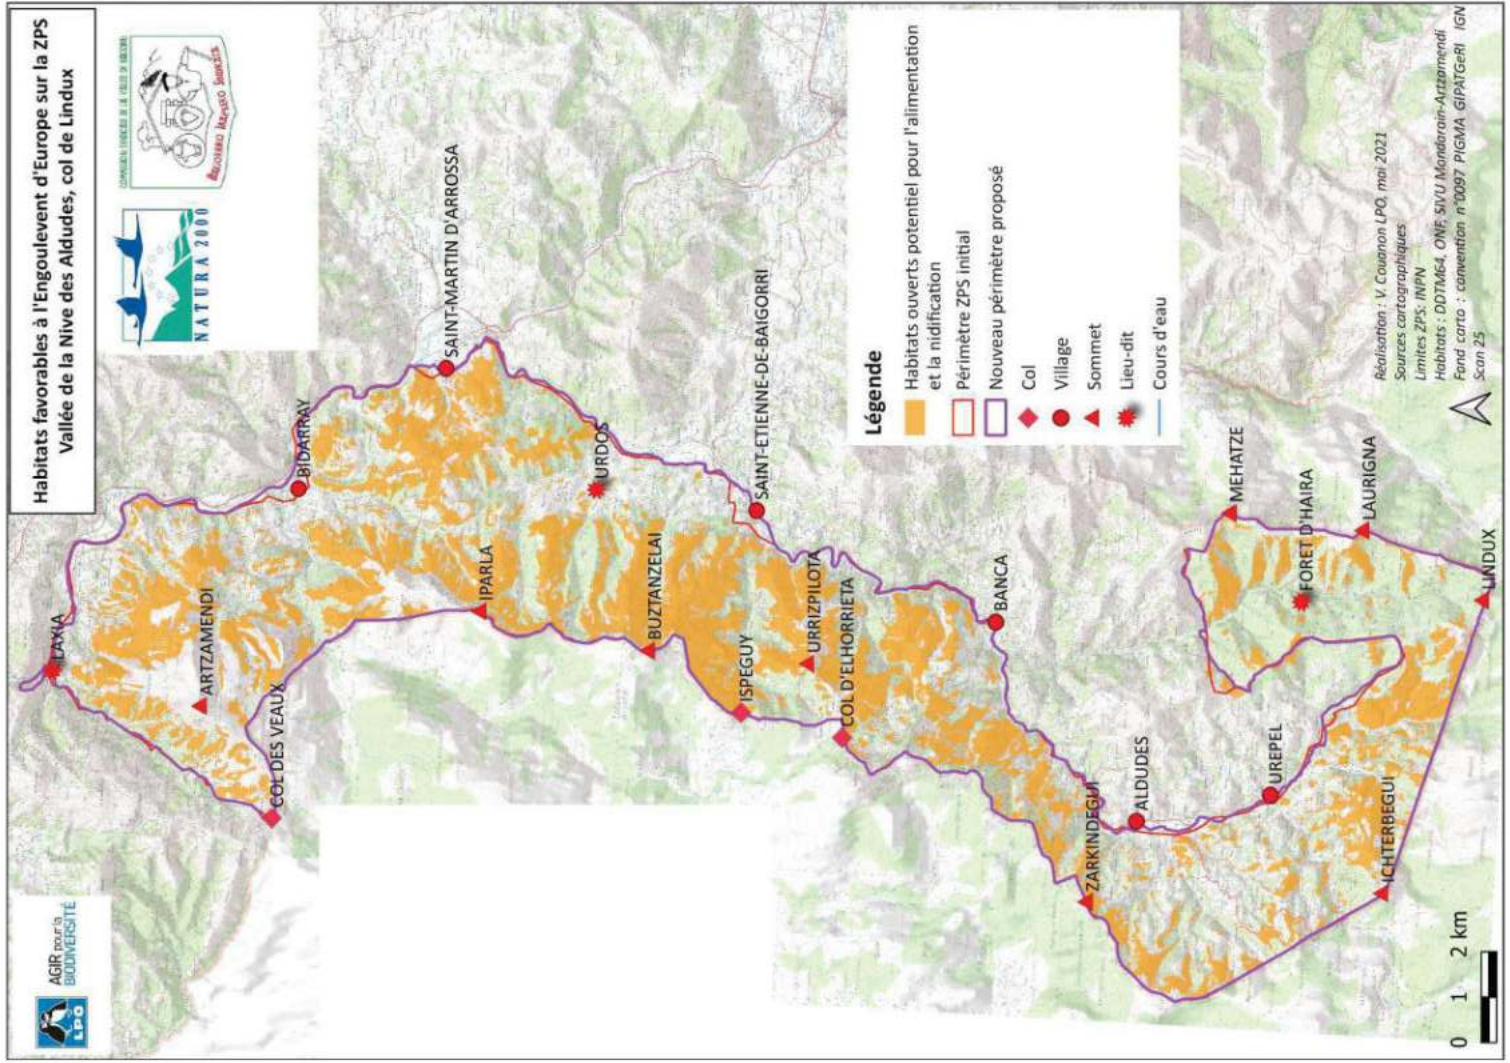 Habitats favorables à l'Engoulevent d'Europe sur la ZPS
Vallée de la Nive des Aldudes, col de Lindux
LPO
AGIR pour la
BIODIVERSITÉ
NATURA 2000
LAXIA
ARTZAMENDI
COL DES VEAUX
BIDARRAY
SAINT-MARTIN D'ARROSSA
IPARLA
URDOS
BUZTANZELAI
ISPEGUY
SAINT-ETIENNE-DE-BAIGORRI
URRIZPILOTA
COL D'ELHORRIETA
BANCA
ZARKINDEGUI
ALDUDES
UREPEL
MEHATZE
FORET D'HAIRA
LAURIGNA
LINDUX
ICHTERBEGUI
Légende
Habitats ouverts potentiel pour l'alimentation
et la nidification
Périmètre ZPS initial
Nouveau périmètre proposé
Col
Village
Sommet
Lieu-dit
Cours d'eau
0 1 2 km
Réalisation : V. Couanon LPO, mai 2021
Sources cartographiques
Limites ZPS: INPN
Habitats : DDTM64, ONF, SIVU Mondarain-Artzamendi
Fond carto : convention n°0097 PIGMA GIPATGeRI IGN
Scan 25